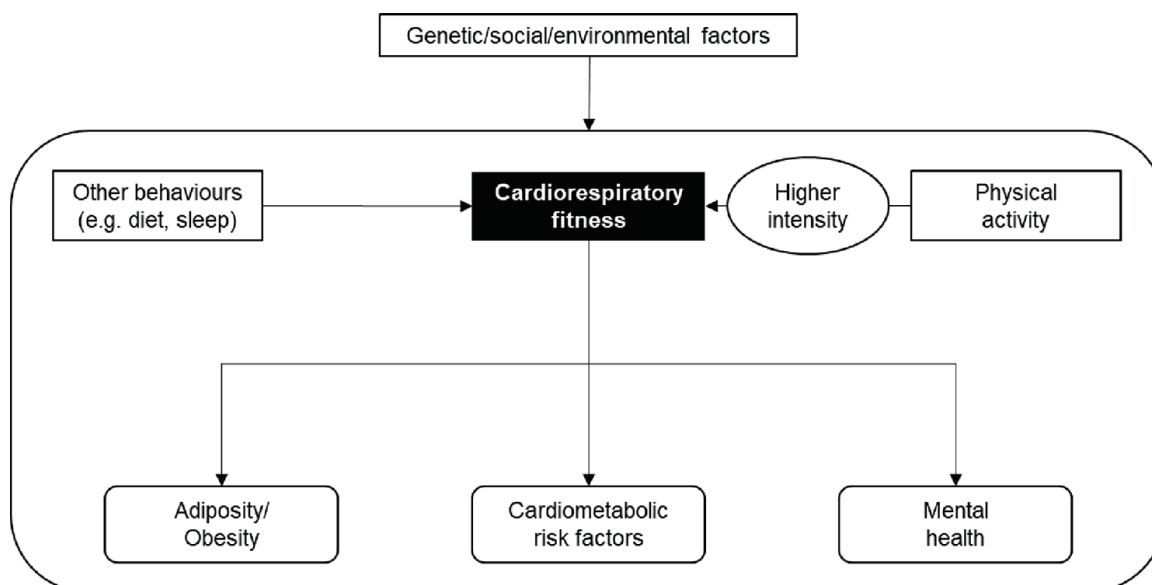 Genetic/social/environmental factors
Other behaviours
(e.g. diet, sleep)
Cardiorespiratory
fitness
Higher
intensity
Physical
activity
Adiposity/
Obesity
Cardiometabolic
risk factors
Mental
health